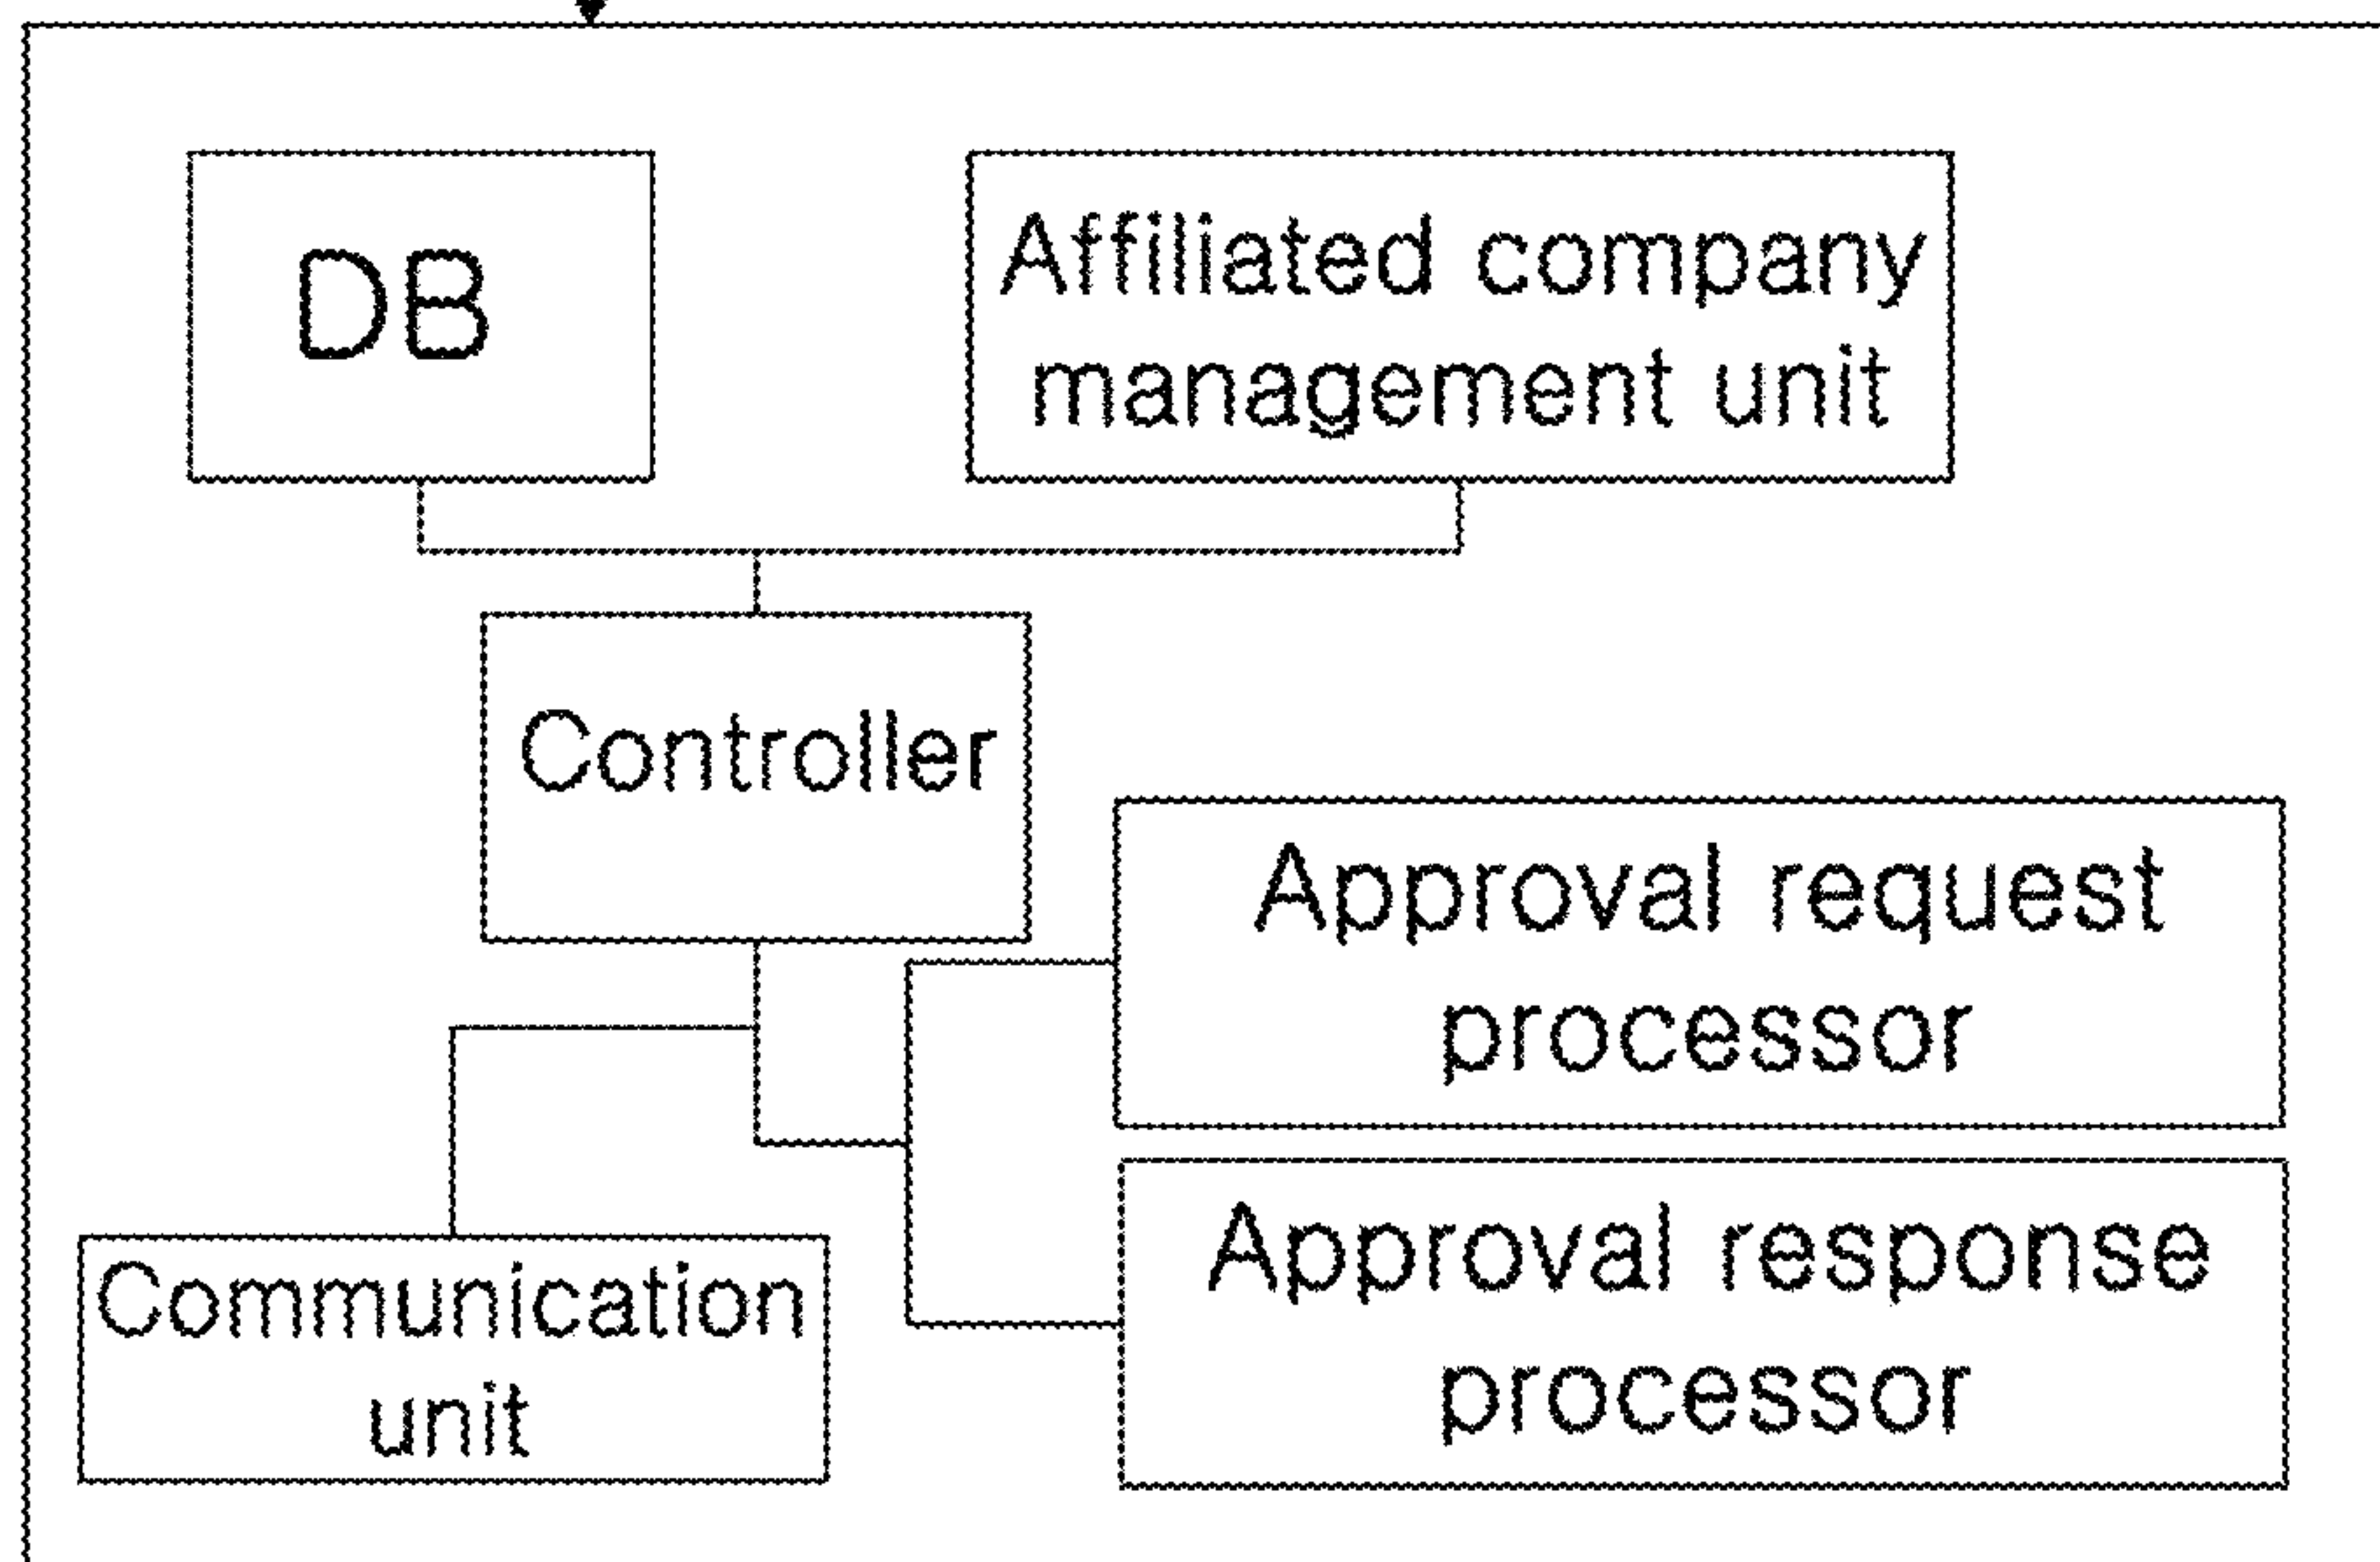 DB
Affiliated company
management unit
Controller
Approval request
processor
Approval response
processor
Communication
unit